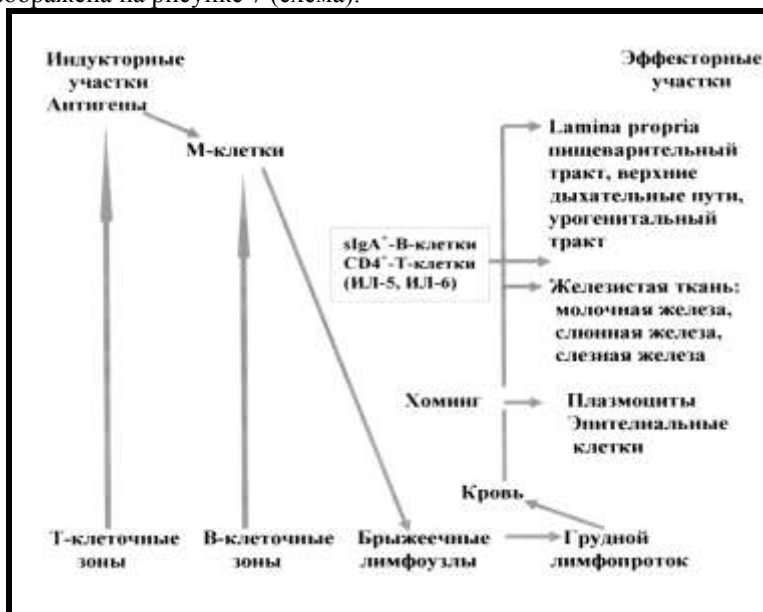 изображена на рисунке 7 (схема).
Индукторные
участки
Антигены
М-клетки
Эффекторные
участки
Lamina propria
пищеварительный
тракт, верхние
дыхательные пути,
урогенитальный
тракт
sIgA⁺-В-клетки
CD4⁺-Т-клетки
(ИЛ-5, ИЛ-6)
Железистая ткань:
молочная железа,
слюнная железа,
слезная железа
Хоминг
Плазмоциты
Эпителиальные
клетки
Кровь
Т-клеточные
зоны
В-клеточные
зоны
Брыжеечные
лимфоузлы
Грудной
лимфопроток